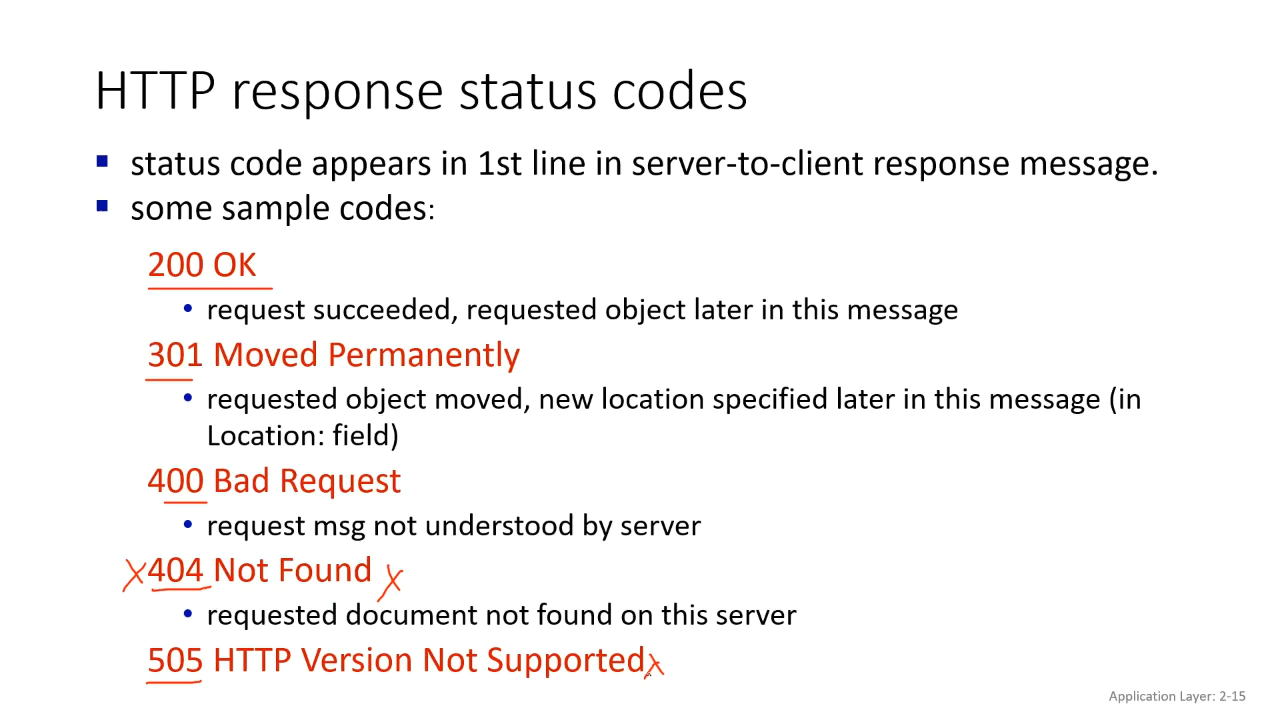 HTTP response status codes
▪ status code appears in 1st line in server-to-client response message.
▪ some sample codes:
200 OK
• request succeeded, requested object later in this message
301 Moved Permanently
• requested object moved, new location specified later in this message (in
Location: field)
400 Bad Request
• request msg not understood by server
X 404 Not Found X
• requested document not found on this server
505 HTTP Version Not Supported x
Application Layer: 2-15